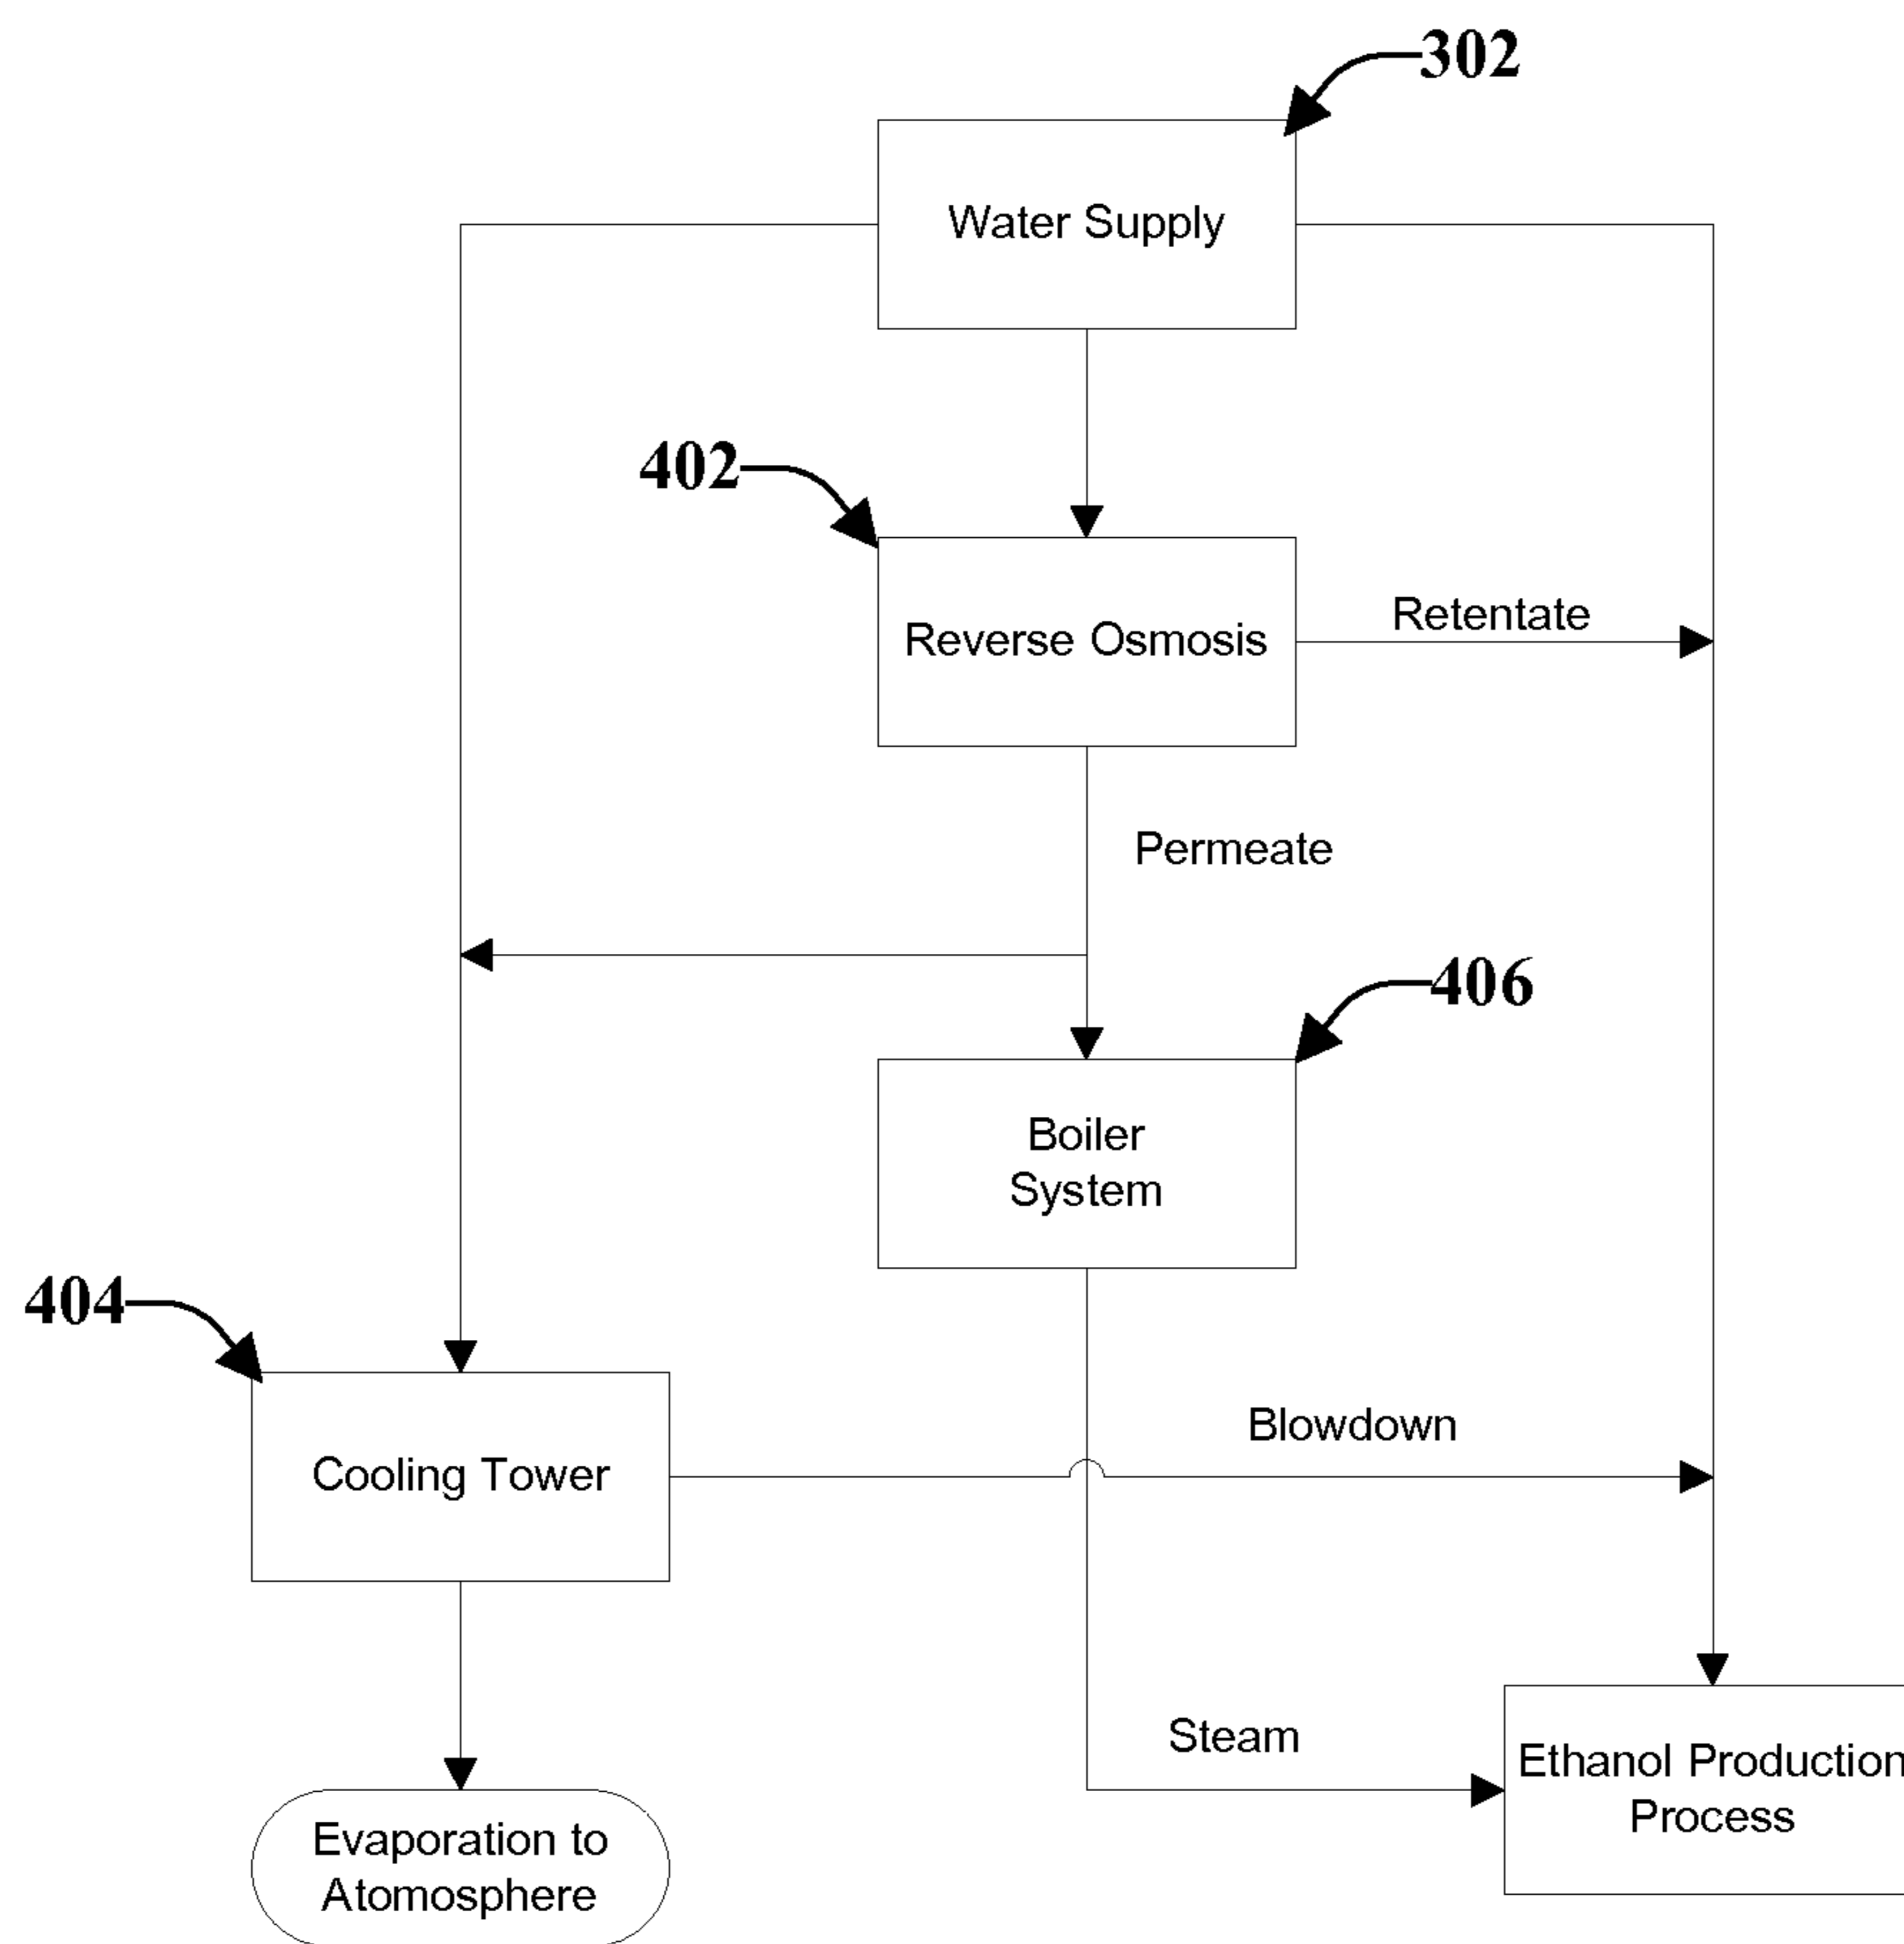 302
Water Supply
402
Reverse Osmosis
Retentate
Permeate
406
Boiler
System
404
Blowdown
Cooling Tower
Steam
Ethanol Production
Process
Evaporation to
Atomosphere